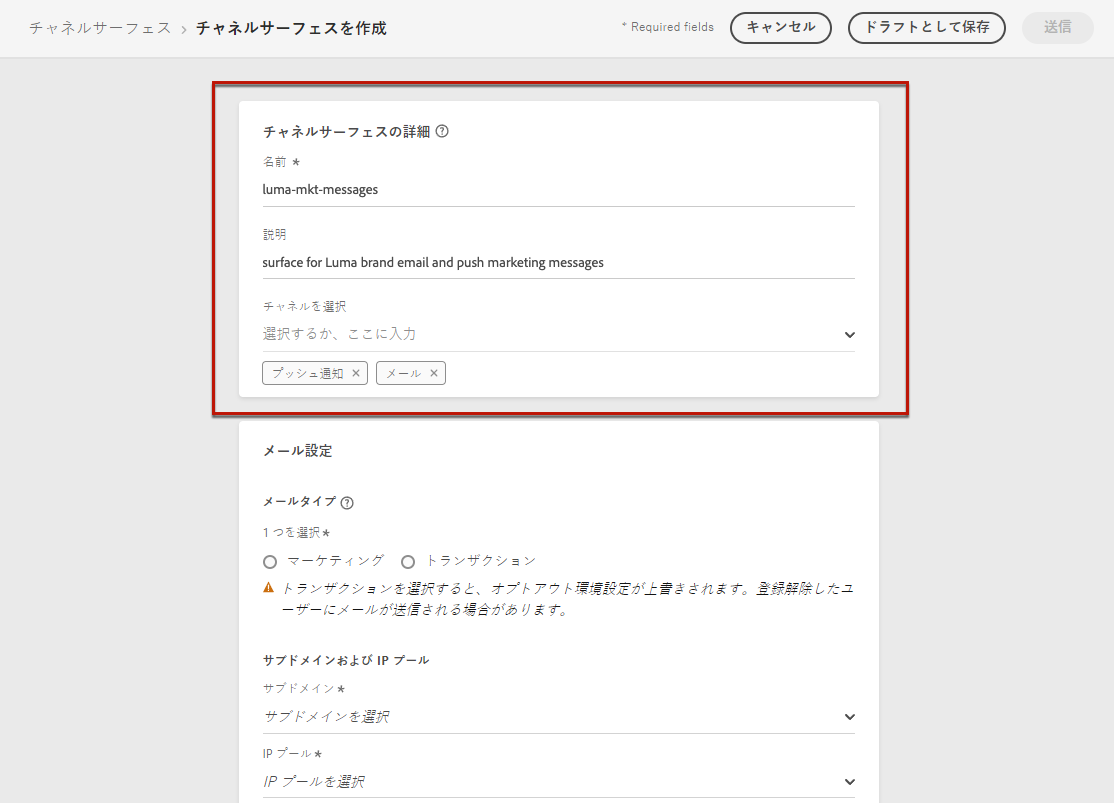 チャネルサーフェス › チャネルサーフェスを作成
* Required fields
キャンセル
ドラフトとして保存
送信
チャネルサーフェスの詳細
名前 *
luma-mkt-messages
説明
surface for Luma brand email and push marketing messages
チャネルを選択
選択するか、ここに入力
プッシュ通知 ×
メール ×
メール設定
メールタイプ
1 つを選択*
マーケティング
トランザクション
トランザクションを選択すると、オプトアウト環境設定が上書きされます。登録解除したユ
ーザーにメールが送信される場合があります。
サブドメインおよび IP プール
サブドメイン*
サブドメインを選択
IP プール*
IP プールを選択